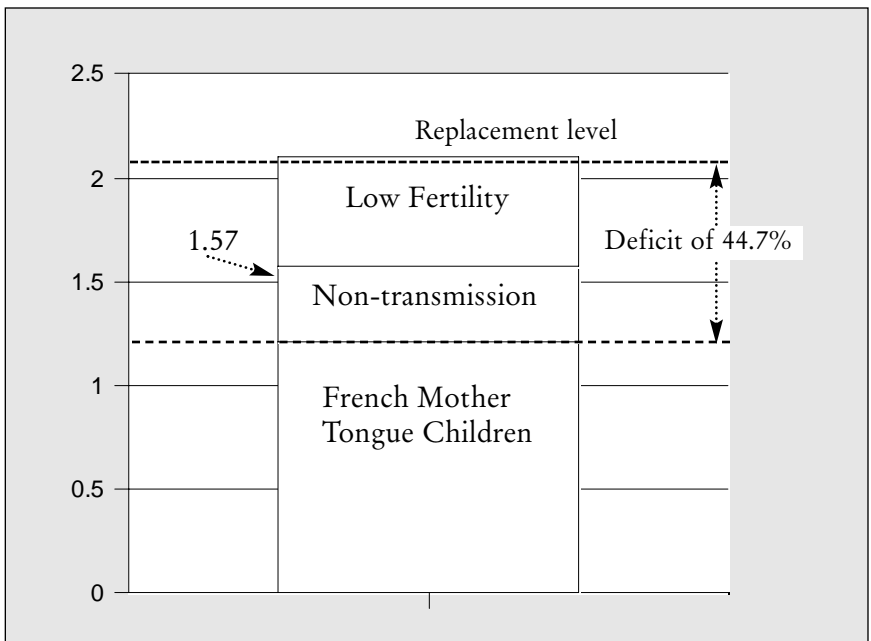 2.5
Replacement level
2
Low Fertility
1.57
Deficit of 44.7%
1.5
Non-transmission
1
French Mother
Tongue Children
0.5
0